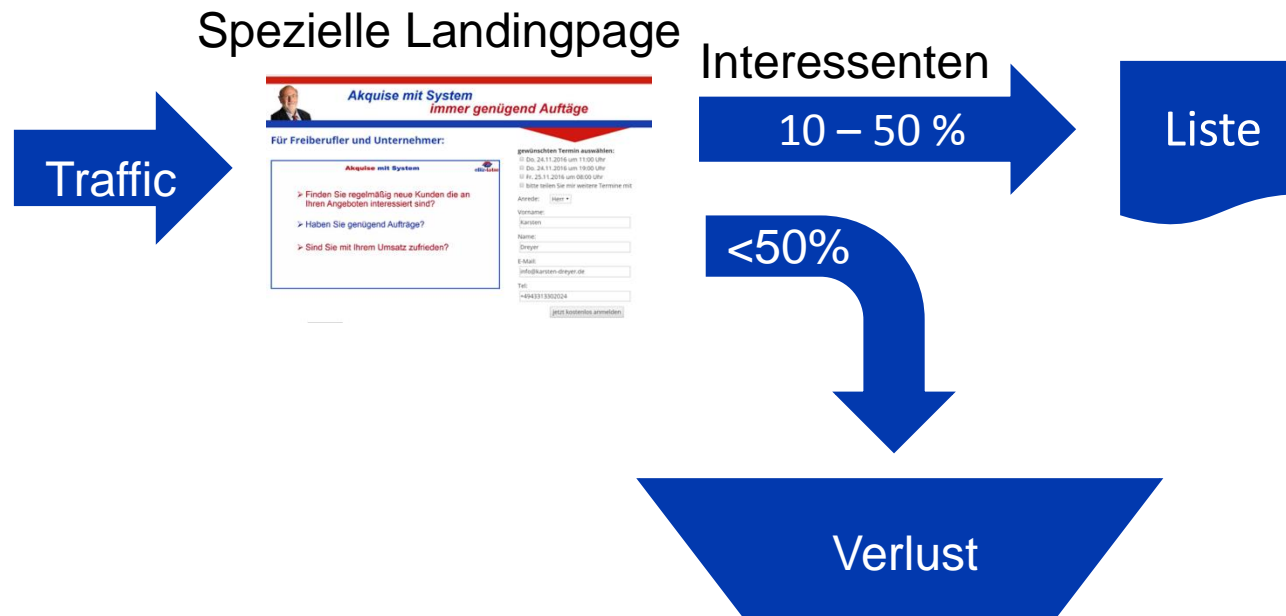 Spezielle Landingpage
Interessenten
Traffic
10 – 50 %
Liste
<50%
Verlust
Akquise mit System
immer genügend Auftäge
Für Freiberufler und Unternehmer:
Akquise mit System
➢ Finden Sie regelmäßig neue Kunden die an
Ihren Angeboten interessiert sind?
➢ Haben Sie genügend Aufträge?
➢ Sind Sie mit Ihrem Umsatz zufrieden?
gewünschten Termin auswählen:
Do. 24.11.2016 um 11:00 Uhr
Do. 24.11.2016 um 19:00 Uhr
Fr. 25.11.2016 um 08:00 Uhr
bitte teilen Sie mir weitere Termine mit
Anrede: Herr
Vorname:
Karsten
Name:
Dreyer
E-Mail:
info@karsten-dreyer.de
Tel:
+4943313302024
jetzt kostenlos anmelden